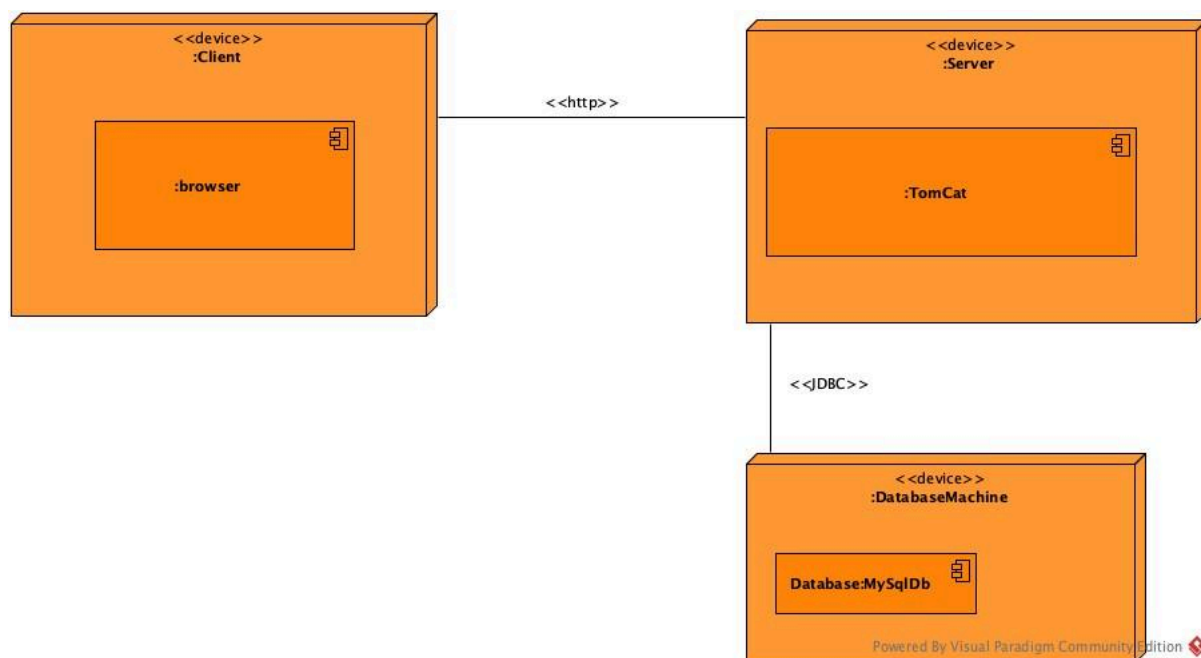 <<device>>
:Client
:browser
<<http>>
<<device>>
:Server
:TomCat
<<JDBC>>
<<device>>
:DatabaseMachine
Database:MySqlDb
Powered By Visual Paradigm Community Edition